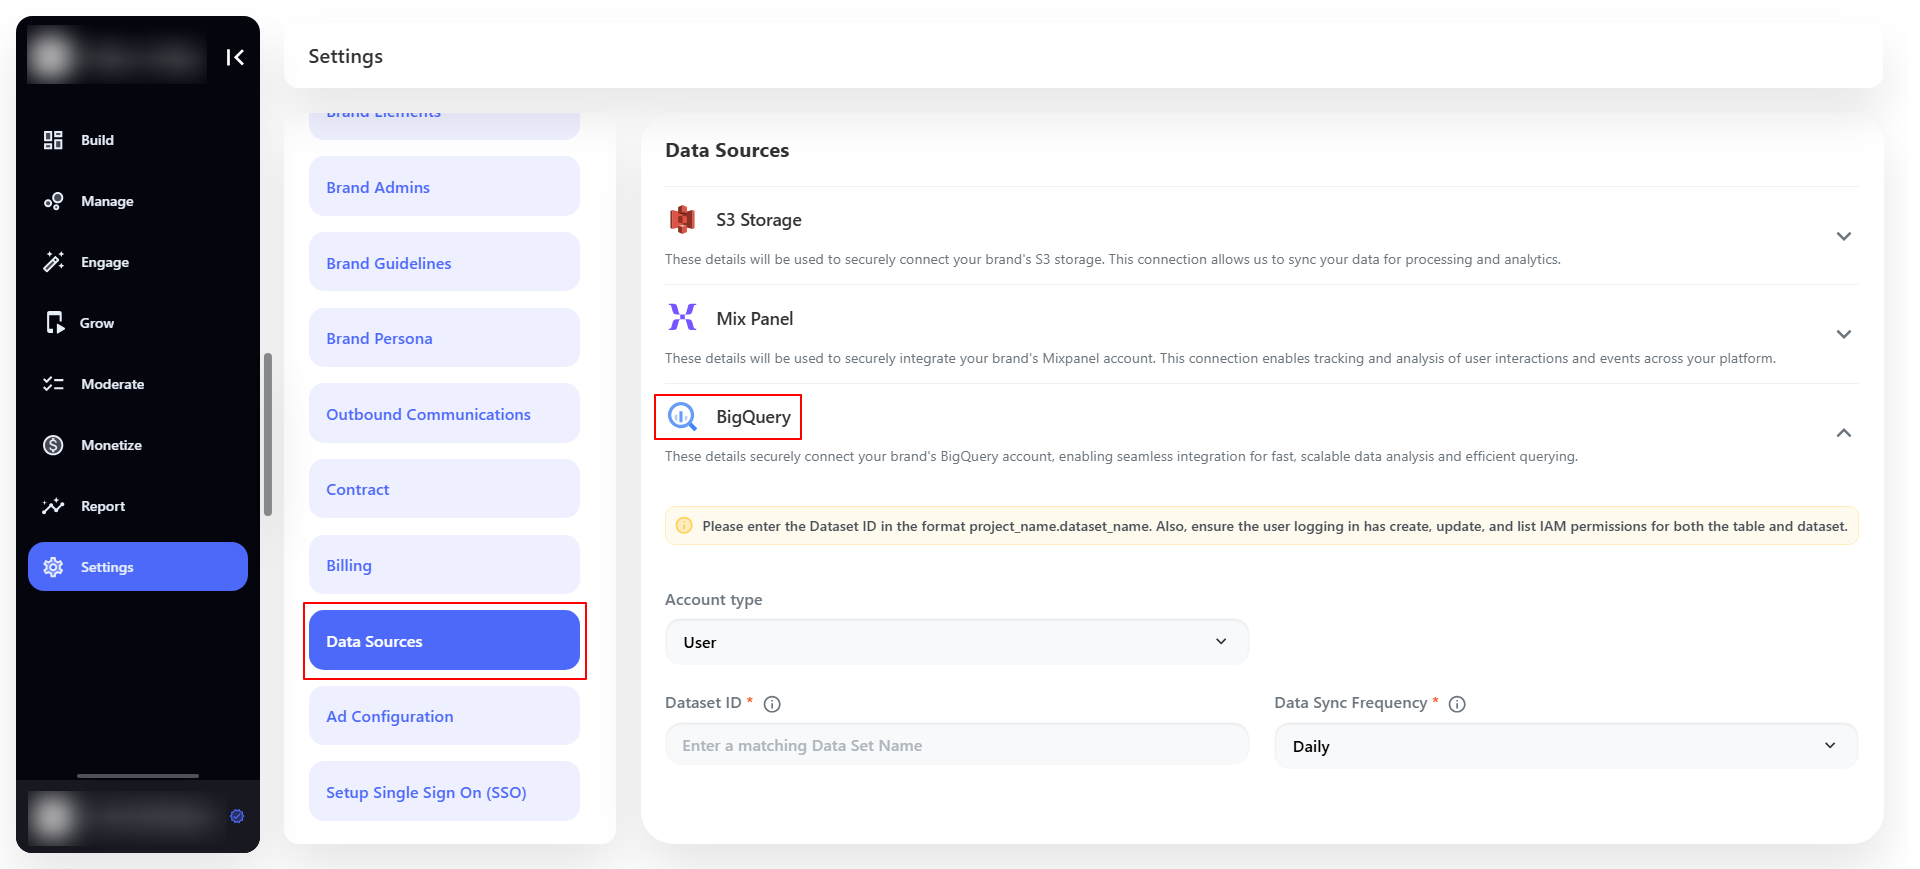 Build
Manage
Engage
Grow
Moderate
Monetize
Report
Settings
Settings
Brand Elements
Brand Admins
Brand Guidelines
Brand Persona
Outbound Communications
Contract
Billing
Data Sources
Ad Configuration
Setup Single Sign On (SSO)
Data Sources
S3 Storage
These details will be used to securely connect your brand's S3 storage. This connection allows us to sync your data for processing and analytics.
Mix Panel
These details will be used to securely integrate your brand's Mixpanel account. This connection enables tracking and analysis of user interactions and events across your platform.
BigQuery
These details securely connect your brand's BigQuery account, enabling seamless integration for fast, scalable data analysis and efficient querying.
Please enter the Dataset ID in the format project_name.dataset_name. Also, ensure the user logging in has create, update, and list IAM permissions for both the table and dataset.
Account type
User
Dataset ID *
Enter a matching Data Set Name
Data Sync Frequency *
Daily